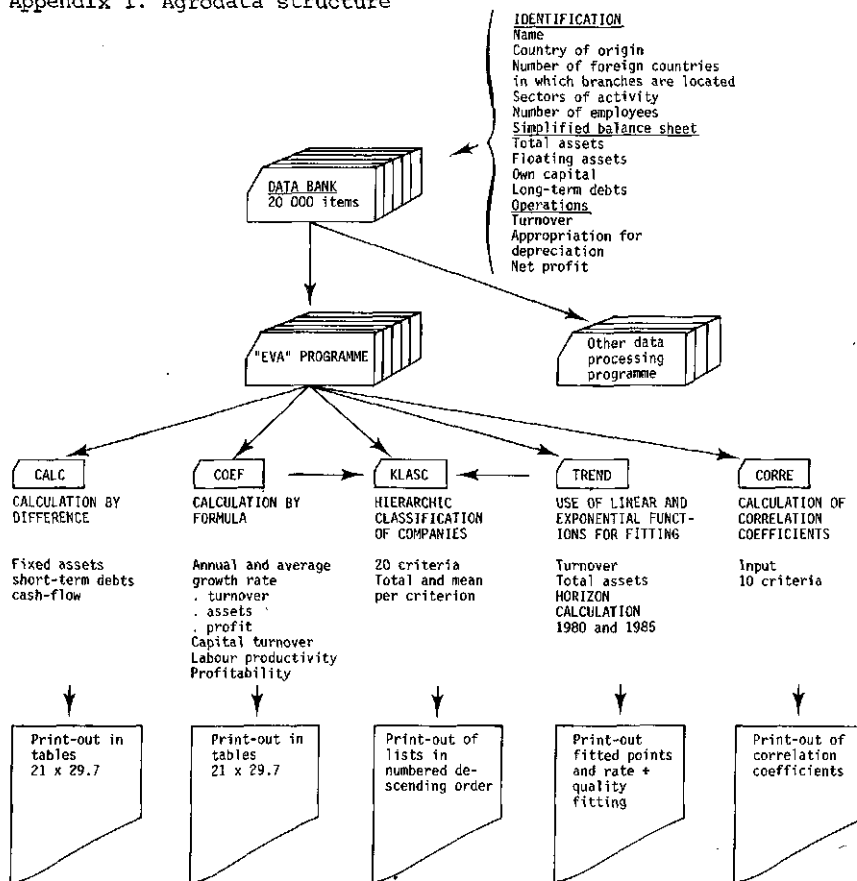 Appendix 1. Agrodata structure
IDENTIFICATION
Name
Country of origin
Number of foreign countries
in which branches are located
Sectors of activity
Number of employees
Simplified balance sheet
Total assets
Floating assets
Own capital
Long-term debts
Operations
Turnover
Appropriation for
depreciation
Net profit
DATA BANK
20 000 items
"EVA" PROGRAMME
Other data
processing
programme
CALC
CALCULATION BY
DIFFERENCE
Fixed assets
short-term debts
cash-flow
COEF
CALCULATION BY
FORMULA
Annual and average
growth rate
. turnover
. assets
. profit
Capital turnover
Labour productivity
Profitability
KLASC
HIERARCHIC
CLASSIFICATION
OF COMPANIES
20 criteria
Total and mean
per criterion
TREND
USE OF LINEAR AND
EXPONENTIAL FUNCT-
IONS FOR FITTING
Turnover
Total assets
HORIZON
CALCULATION
1980 and 1985
CORRE
CALCULATION OF
CORRELATION
COEFFICIENTS
Input
10 criteria
Print-out in
tables
21 x 29.7
Print-out in
tables
21 x 29.7
Print-out of
lists in
numbered de-
scending order
Print-out
fitted points
and rate +
quality
fitting
Print-out of
correlation
coefficients